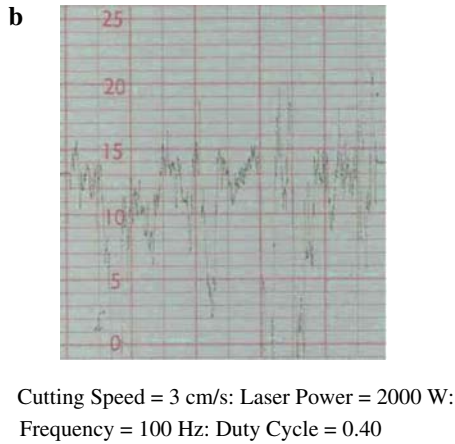 b
25
20
15
10
5
0
Cutting Speed = 3 cm/s: Laser Power = 2000 W:
Frequency = 100 Hz: Duty Cycle = 0.40